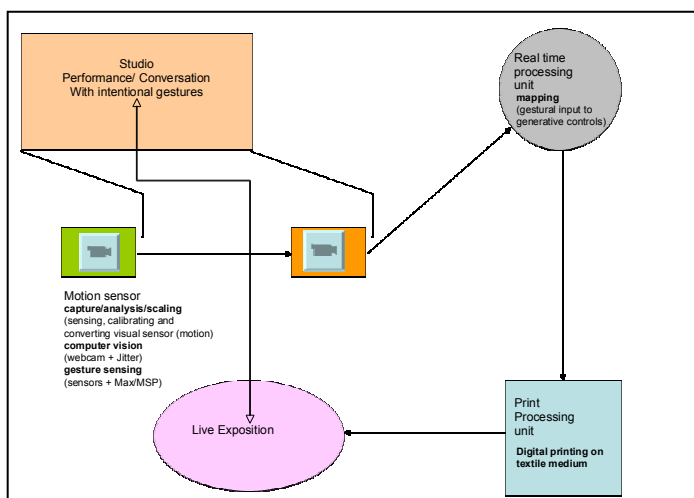 Studio
Performance/ Conversation
With intentional gestures
Real time
processing
unit
mapping
(gestural input to
generative controls)
Motion sensor
capture/analysis/scaling
(sensing, calibrating and
converting visual sensor (motion)
computer vision
(webcam + Jitter)
gesture sensing
(sensors + Max/MSP)
Live Exposition
Print
Processing
unit
Digital printing on
textile medium